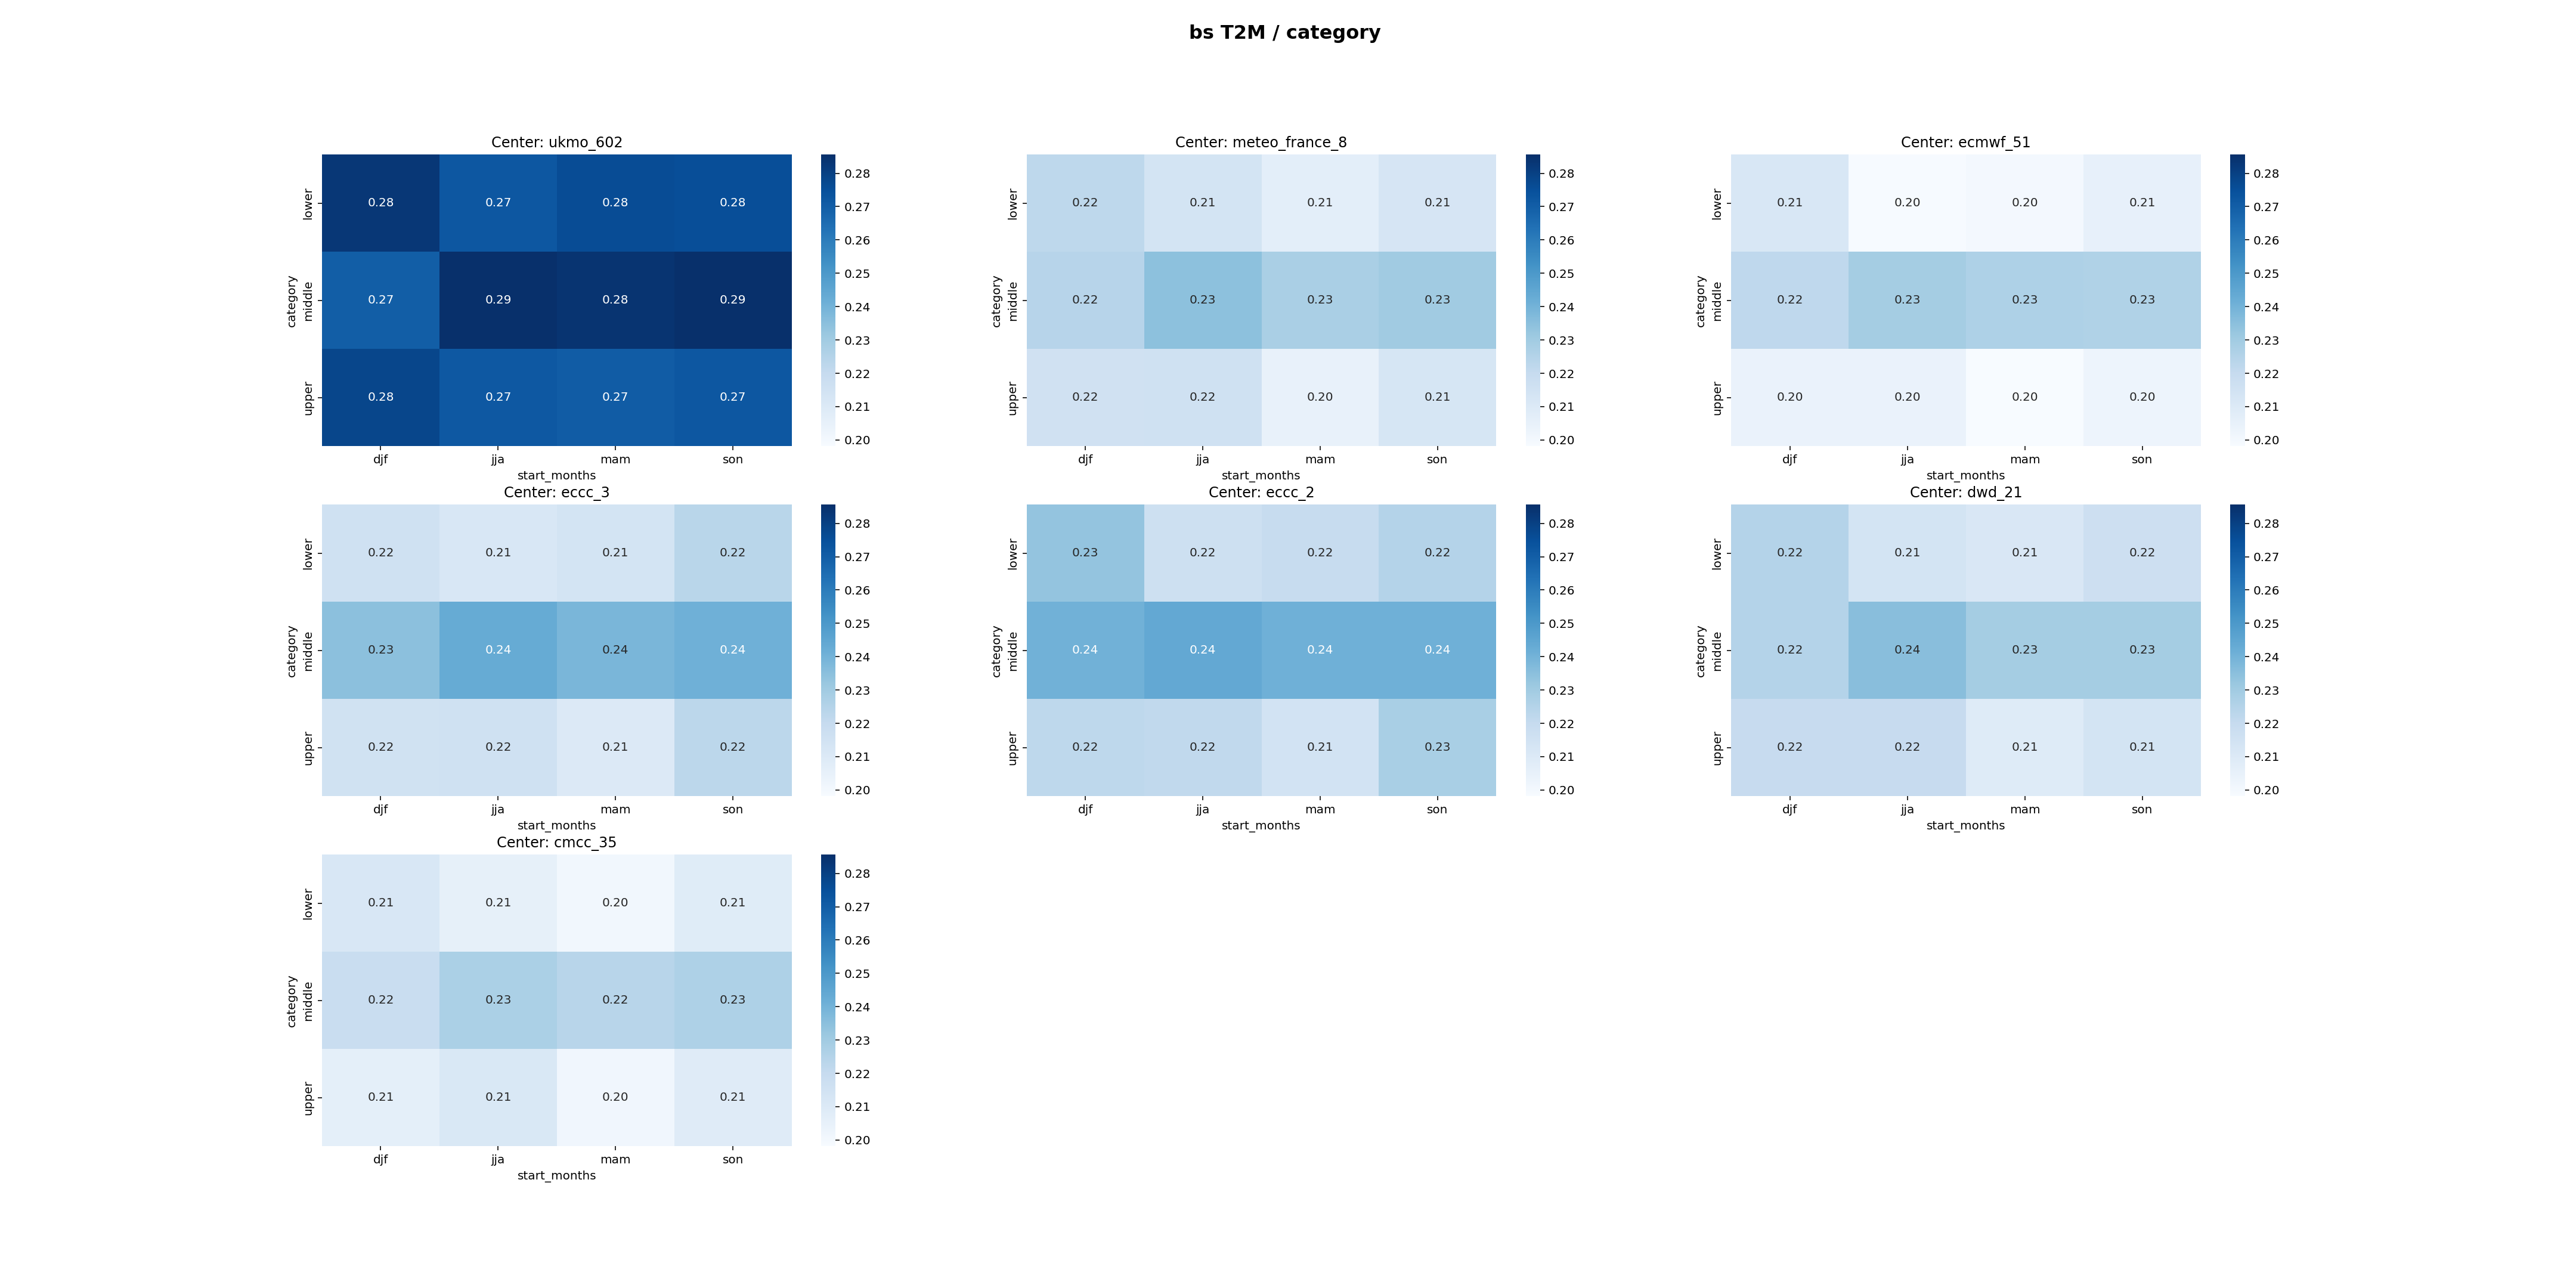 bs T2M / category
Center: ukmo_602
category
lower
middle
upper
0.28 0.27 0.28 0.28
0.27 0.29 0.28 0.29
0.28 0.27 0.27 0.27
djf jja mam son
start_months
0.28
0.27
0.26
0.25
0.24
0.23
0.22
0.21
0.20
Center: meteo_france_8
category
lower
middle
upper
0.22 0.21 0.21 0.21
0.22 0.23 0.23 0.23
0.22 0.22 0.20 0.21
djf jja mam son
start_months
0.28
0.27
0.26
0.25
0.24
0.23
0.22
0.21
0.20
Center: ecmwf_51
category
lower
middle
upper
0.21 0.20 0.20 0.21
0.22 0.23 0.23 0.23
0.20 0.20 0.20 0.20
djf jja mam son
start_months
0.28
0.27
0.26
0.25
0.24
0.23
0.22
0.21
0.20
Center: eccc_3
category
lower
middle
upper
0.22 0.21 0.21 0.22
0.23 0.24 0.24 0.24
0.22 0.22 0.21 0.22
djf jja mam son
start_months
0.28
0.27
0.26
0.25
0.24
0.23
0.22
0.21
0.20
Center: eccc_2
category
lower
middle
upper
0.23 0.22 0.22 0.22
0.24 0.24 0.24 0.24
0.22 0.22 0.21 0.23
djf jja mam son
start_months
0.28
0.27
0.26
0.25
0.24
0.23
0.22
0.21
0.20
Center: dwd_21
category
lower
middle
upper
0.22 0.21 0.21 0.22
0.22 0.24 0.23 0.23
0.22 0.22 0.21 0.21
djf jja mam son
start_months
0.28
0.27
0.26
0.25
0.24
0.23
0.22
0.21
0.20
Center: cmcc_35
category
lower
middle
upper
0.21 0.21 0.20 0.21
0.22 0.23 0.22 0.23
0.21 0.21 0.20 0.21
djf jja mam son
start_months
0.28
0.27
0.26
0.25
0.24
0.23
0.22
0.21
0.20